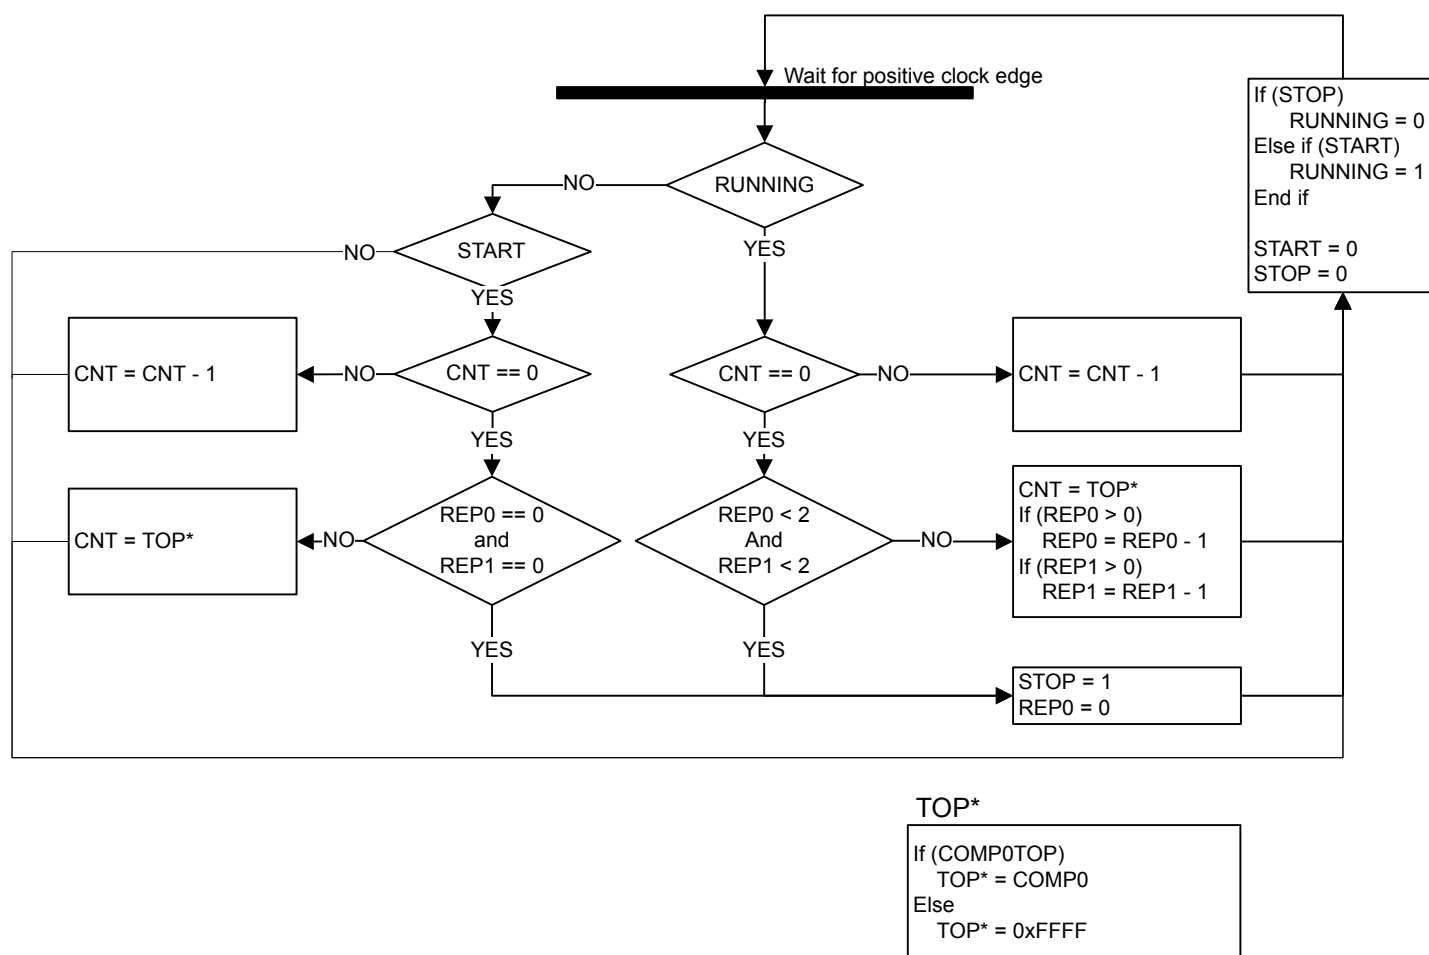 Wait for positive clock edge
If (STOP)
RUNNING = 0
Else if (START)
RUNNING = 1
End if
START = 0
STOP = 0
RUNNING
NO
YES
START
NO
YES
CNT = CNT - 1
NO
CNT == 0
YES
CNT == 0
NO
YES
CNT = CNT - 1
CNT = TOP*
NO
REP0 == 0
and
REP1 == 0
YES
REP0 < 2
And
REP1 < 2
NO
YES
CNT = TOP*
If (REP0 > 0)
REP0 = REP0 - 1
If (REP1 > 0)
REP1 = REP1 - 1
STOP = 1
REP0 = 0
TOP*
If (COMP0TOP)
TOP* = COMP0
Else
TOP* = 0xFFFF